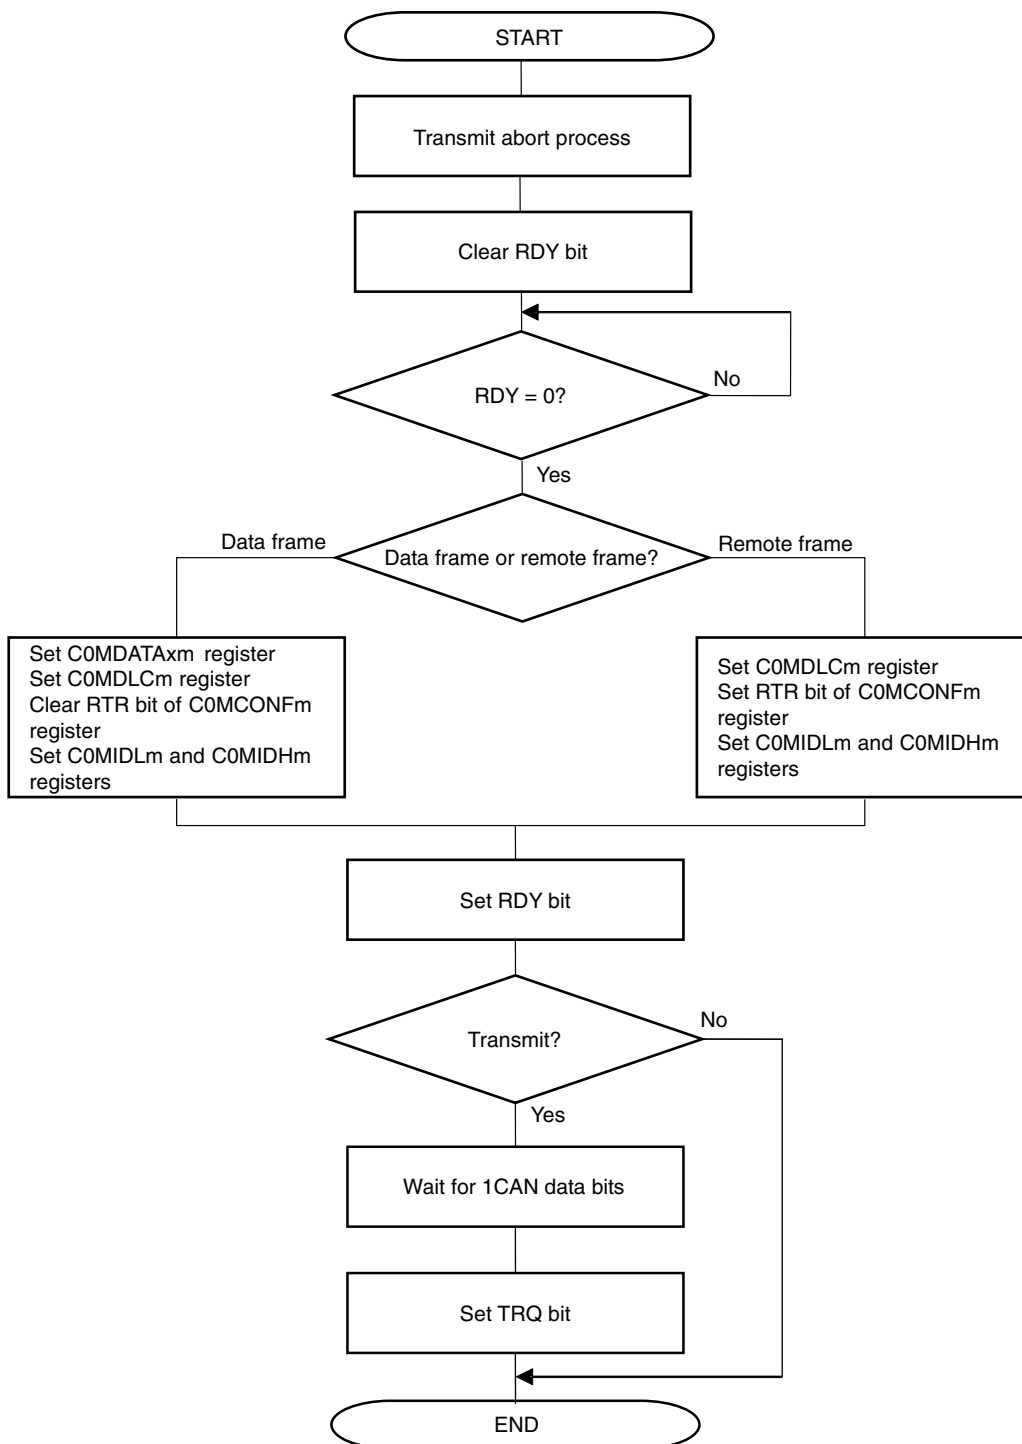 START
Transmit abort process
Clear RDY bit
RDY = 0?
No
Yes
Data frame or remote frame?
Data frame
Remote frame
Set C0MDATAxm register
Set C0MDLCm register
Clear RTR bit of C0MCONFm
register
Set C0MIDLm and C0MIDHm
registers
Set C0MDLCm register
Set RTR bit of C0MCONFm
register
Set C0MIDLm and C0MIDHm
registers
Set RDY bit
Transmit?
No
Yes
Wait for 1CAN data bits
Set TRQ bit
END